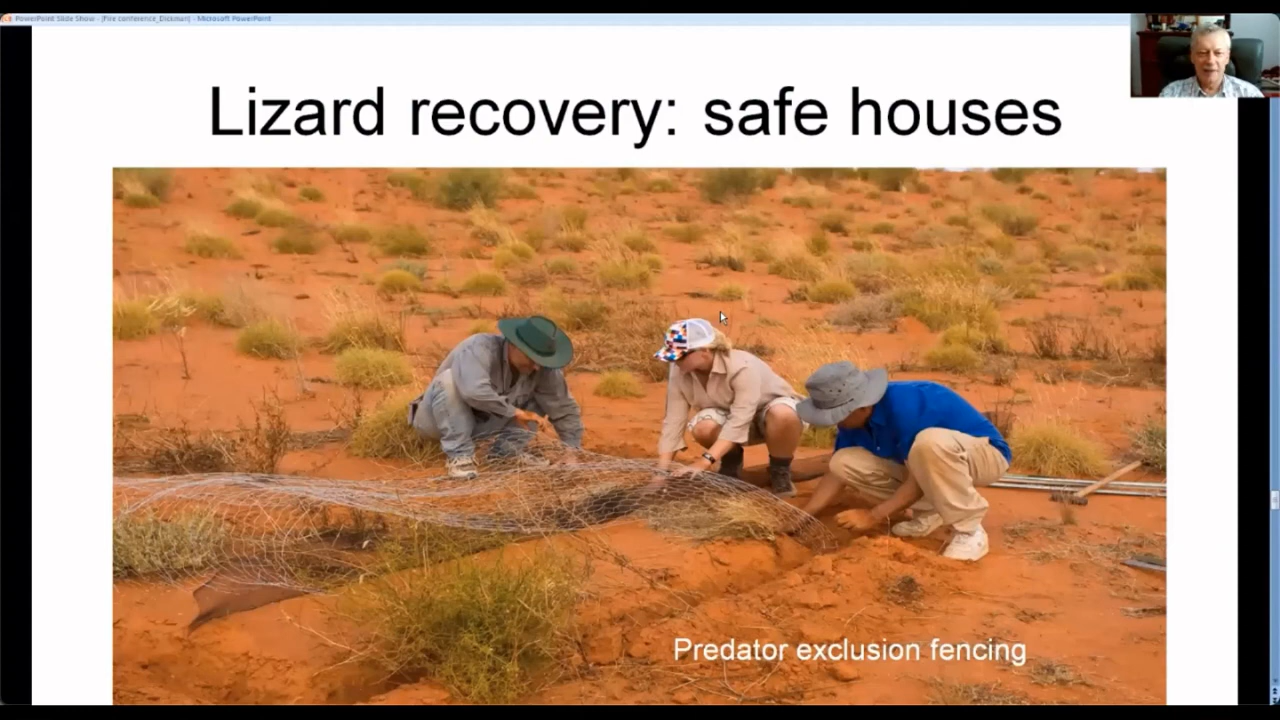 PowerPoint Slide Show - [Fire conference_Dickman] - Microsoft PowerPoint
Lizard recovery: safe houses
Predator exclusion fencing